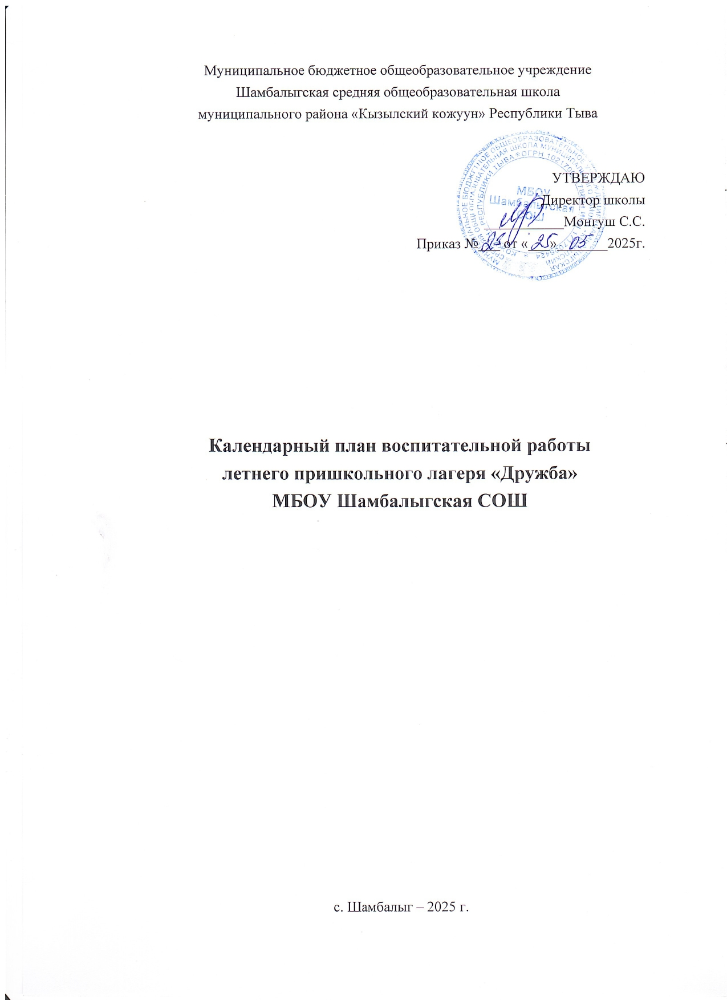 Муниципальное бюджетное общеобразовательное учреждение
Шамбалыгская средняя общеобразовательная школа
муниципального района «Кызылский кожуун» Республики Тыва
УТВЕРЖДАЮ
МБОУ
Шамбалыгская
СОШ
Директор школы
Монгуш С.С.
Приказ № от «25» 05 2025г.
Календарный план воспитательной работы
летнего пришкольного лагеря «Дружба»
МБОУ Шамбалыгская СОШ
с. Шамбалыг – 2025 г.